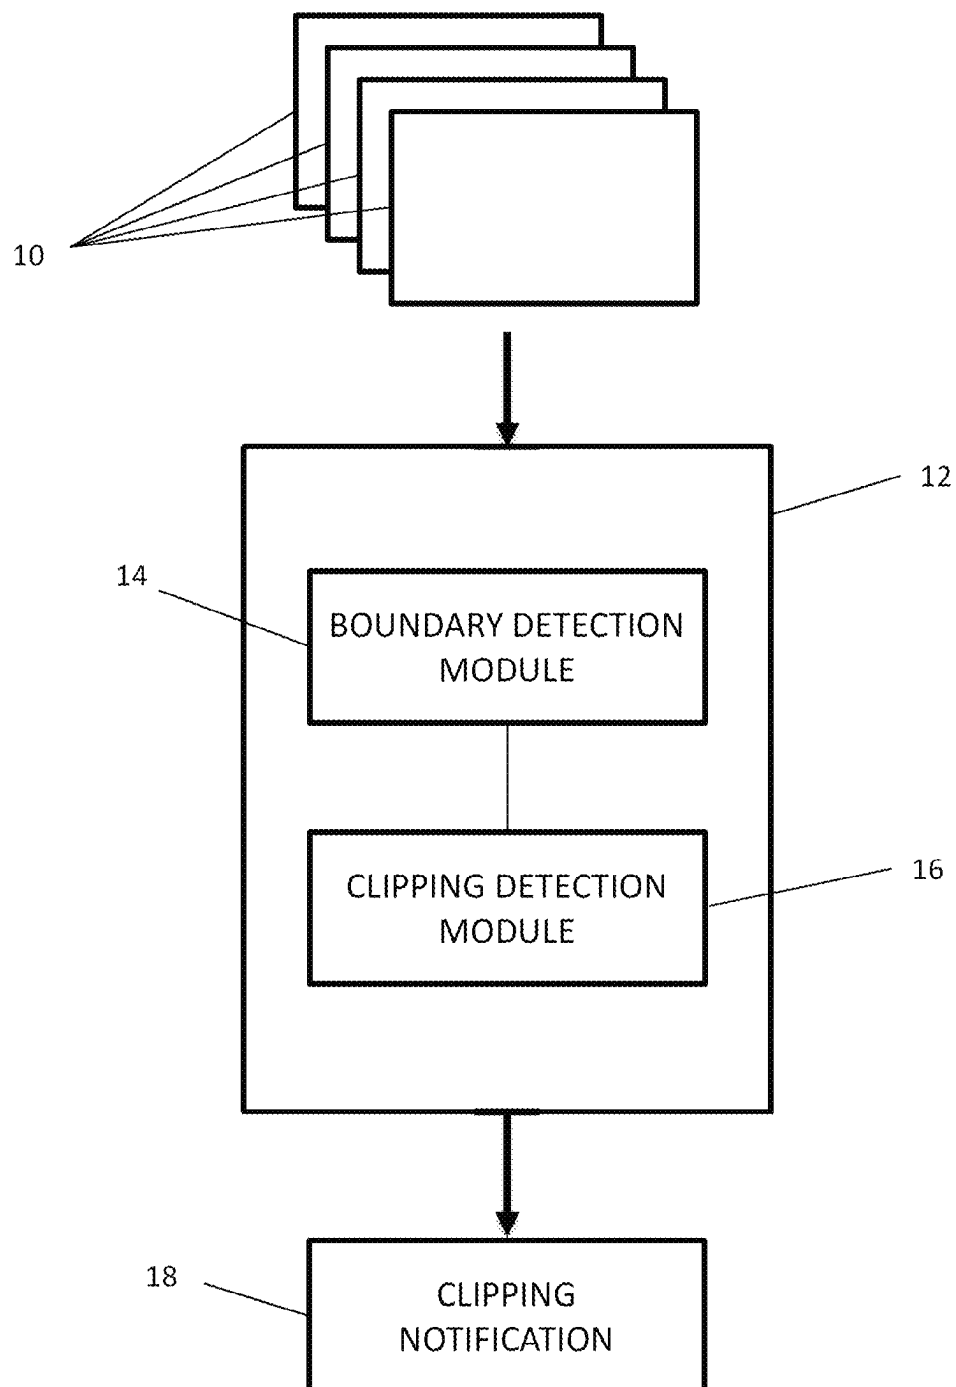 10
12
14
BOUNDARY DETECTION
MODULE
CLIPPING DETECTION
MODULE
16
18
CLIPPING
NOTIFICATION